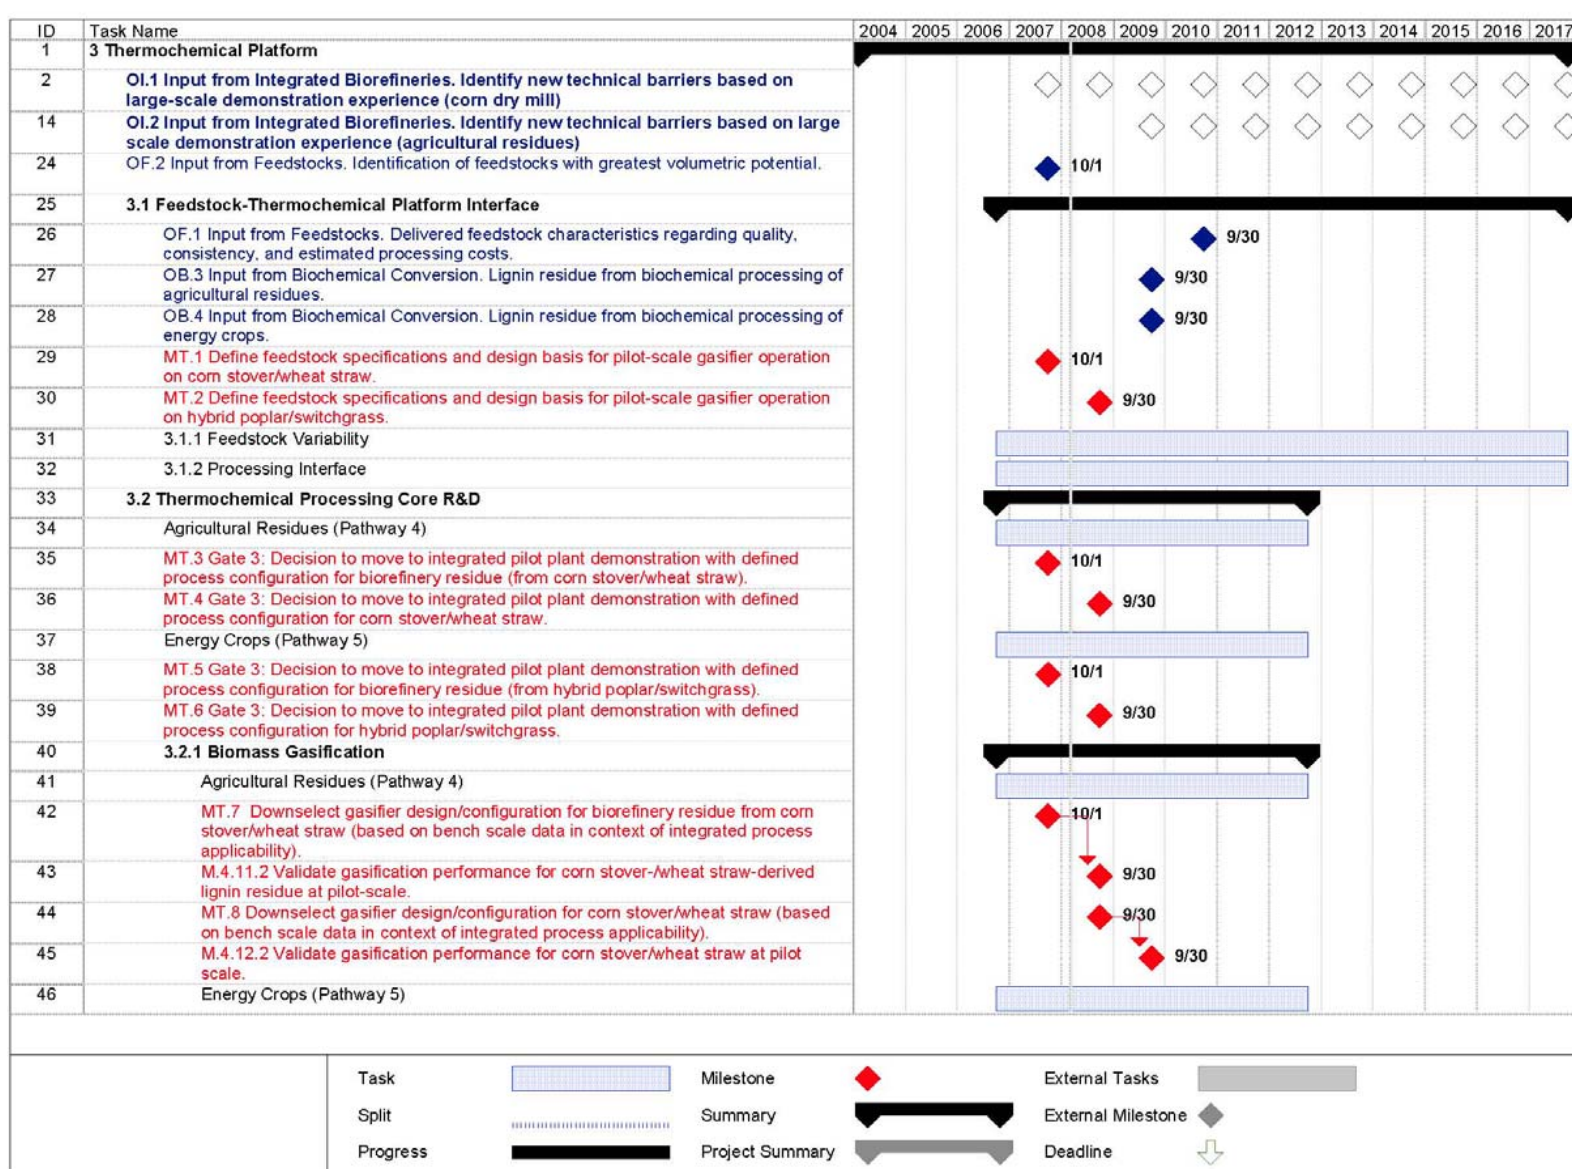 ID Task Name 2004 2005 2006 2007 2008 2009 2010 2011 2012 2013 2014 2015 2016 2017
1 3 Thermochemical Platform
2 OI.1 Input from Integrated Biorefineries. Identify new technical barriers based on
large-scale demonstration experience (corn dry mill)
14 OI.2 Input from Integrated Biorefineries. Identify new technical barriers based on large
scale demonstration experience (agricultural residues)
24 OF.2 Input from Feedstocks. Identification of feedstocks with greatest volumetric potential. 10/1
25 3.1 Feedstock-Thermochemical Platform Interface
26 OF.1 Input from Feedstocks. Delivered feedstock characteristics regarding quality, 9/30
consistency, and estimated processing costs.
27 OB.3 Input from Biochemical Conversion. Lignin residue from biochemical processing of 9/30
agricultural residues.
28 OB.4 Input from Biochemical Conversion. Lignin residue from biochemical processing of 9/30
energy crops.
29 MT.1 Define feedstock specifications and design basis for pilot-scale gasifier operation 10/1
on corn stover/wheat straw.
30 MT.2 Define feedstock specifications and design basis for pilot-scale gasifier operation 9/30
on hybrid poplar/switchgrass.
31 3.1.1 Feedstock Variability
32 3.1.2 Processing Interface
33 3.2 Thermochemical Processing Core R&D
34 Agricultural Residues (Pathway 4)
35 MT.3 Gate 3: Decision to move to integrated pilot plant demonstration with defined 10/1
process configuration for biorefinery residue (from corn stover/wheat straw).
36 MT.4 Gate 3: Decision to move to integrated pilot plant demonstration with defined 9/30
process configuration for corn stover/wheat straw.
37 Energy Crops (Pathway 5)
38 MT.5 Gate 3: Decision to move to integrated pilot plant demonstration with defined 10/1
process configuration for biorefinery residue (from hybrid poplar/switchgrass).
39 MT.6 Gate 3: Decision to move to integrated pilot plant demonstration with defined 9/30
process configuration for hybrid poplar/switchgrass.
40 3.2.1 Biomass Gasification
41 Agricultural Residues (Pathway 4)
42 MT.7 Downselect gasifier design/configuration for biorefinery residue from corn 10/1
stover/wheat straw (based on bench scale data in context of integrated process
applicability).
43 M.4.11.2 Validate gasification performance for corn stover-/wheat straw-derived 9/30
lignin residue at pilot-scale.
44 MT.8 Downselect gasifier design/configuration for corn stover/wheat straw (based 9/30
on bench scale data in context of integrated process applicability).
45 M.4.12.2 Validate gasification performance for corn stover/wheat straw at pilot 9/30
scale.
46 Energy Crops (Pathway 5)
Task Milestone External Tasks
Split Summary External Milestone
Progress Project Summary Deadline